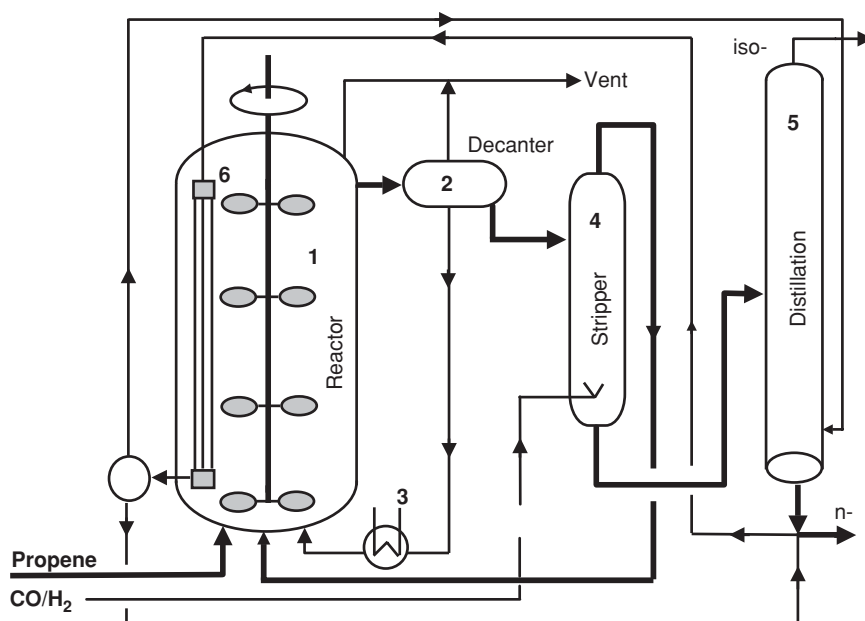 iso-
Vent
5
Decanter
6
2
4
1
Reactor
Stripper
Distillation
3
n-
Propene
CO/H₂